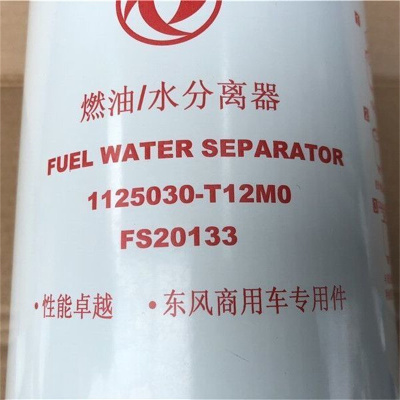 燃油/水分离器
FUEL WATER SEPARATOR
1125030-T12M0
FS20133
·性能卓越 ·东风商用车专用件